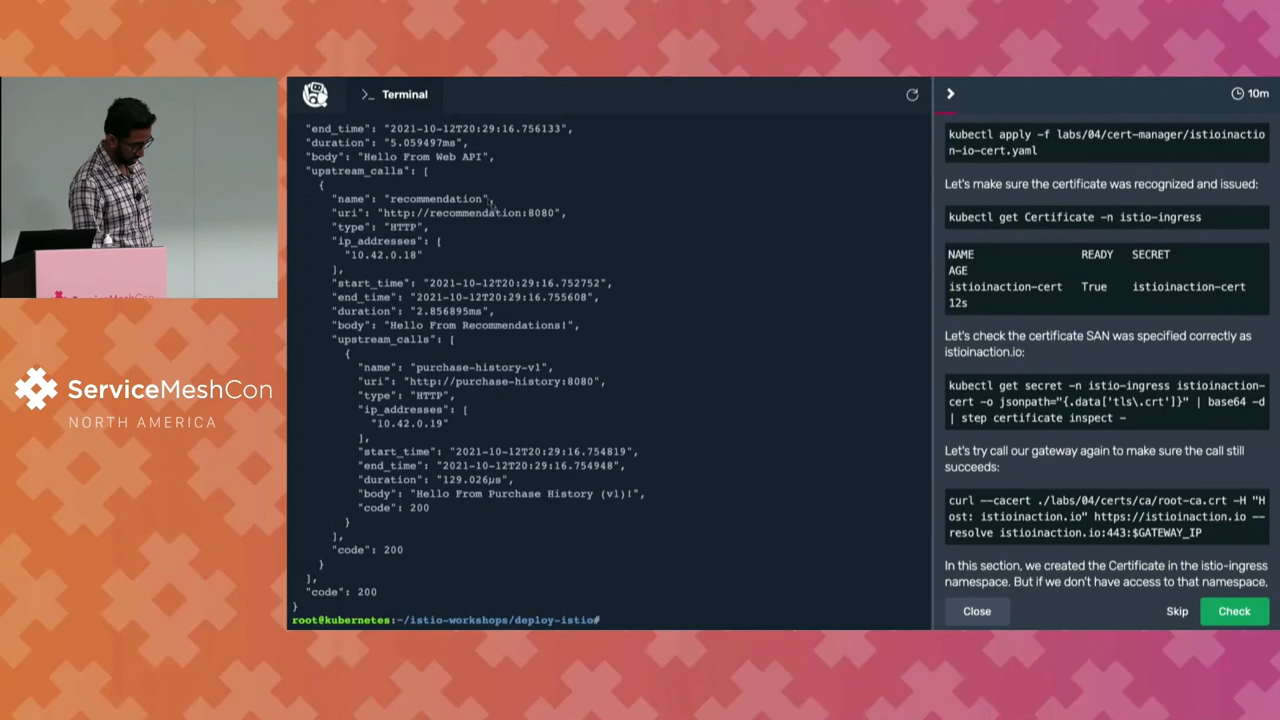 >_ Terminal
"end_time": "2021-10-12T20:29:16.756133",
"duration": "5.059497ms",
"body": "Hello From Web API",
"upstream_calls": [
{
"name": "recommendation",
"uri": "http://recommendation:8080",
"type": "HTTP",
"ip_addresses": [
"10.42.0.18"
],
"start_time": "2021-10-12T20:29:16.752752",
"end_time": "2021-10-12T20:29:16.755608",
"duration": "2.856895ms",
"body": "Hello From Recommendations!",
"upstream_calls": [
{
"name": "purchase-history-v1",
"uri": "http://purchase-history:8080",
"type": "HTTP",
"ip_addresses": [
"10.42.0.19"
],
"start_time": "2021-10-12T20:29:16.754819",
"end_time": "2021-10-12T20:29:16.754948",
"duration": "129.026µs",
"body": "Hello From Purchase History (v1)!",
"code": 200
}
],
"code": 200
}
],
"code": 200
}
root@kubernetes:~/istio-workshops/deploy-istio#
10m
kubectl apply -f labs/04/cert-manager/istioinactio
n-io-cert.yaml
Let's make sure the certificate was recognized and issued:
kubectl get Certificate -n istio-ingress
NAME READY SECRET
AGE
istioinaction-cert True istioinaction-cert
12s
Let's check the certificate SAN was specified correctly as
istioinaction.io:
kubectl get secret -n istio-ingress istioinaction-
cert -o jsonpath="{.data['tls\.crt']}" | base64 -d
| step certificate inspect -
Let's try call our gateway again to make sure the call still
succeeds:
curl --cacert ./labs/04/certs/ca/root-ca.crt -H "H
ost: istioinaction.io" https://istioinaction.io --
resolve istioinaction.io:443:$GATEWAY_IP
In this section, we created the Certificate in the istio-ingress
namespace. But if we don't have access to that namespace,
Close
Skip
Check
ServiceMeshCon
ServiceMeshCon
NORTH AMERICA